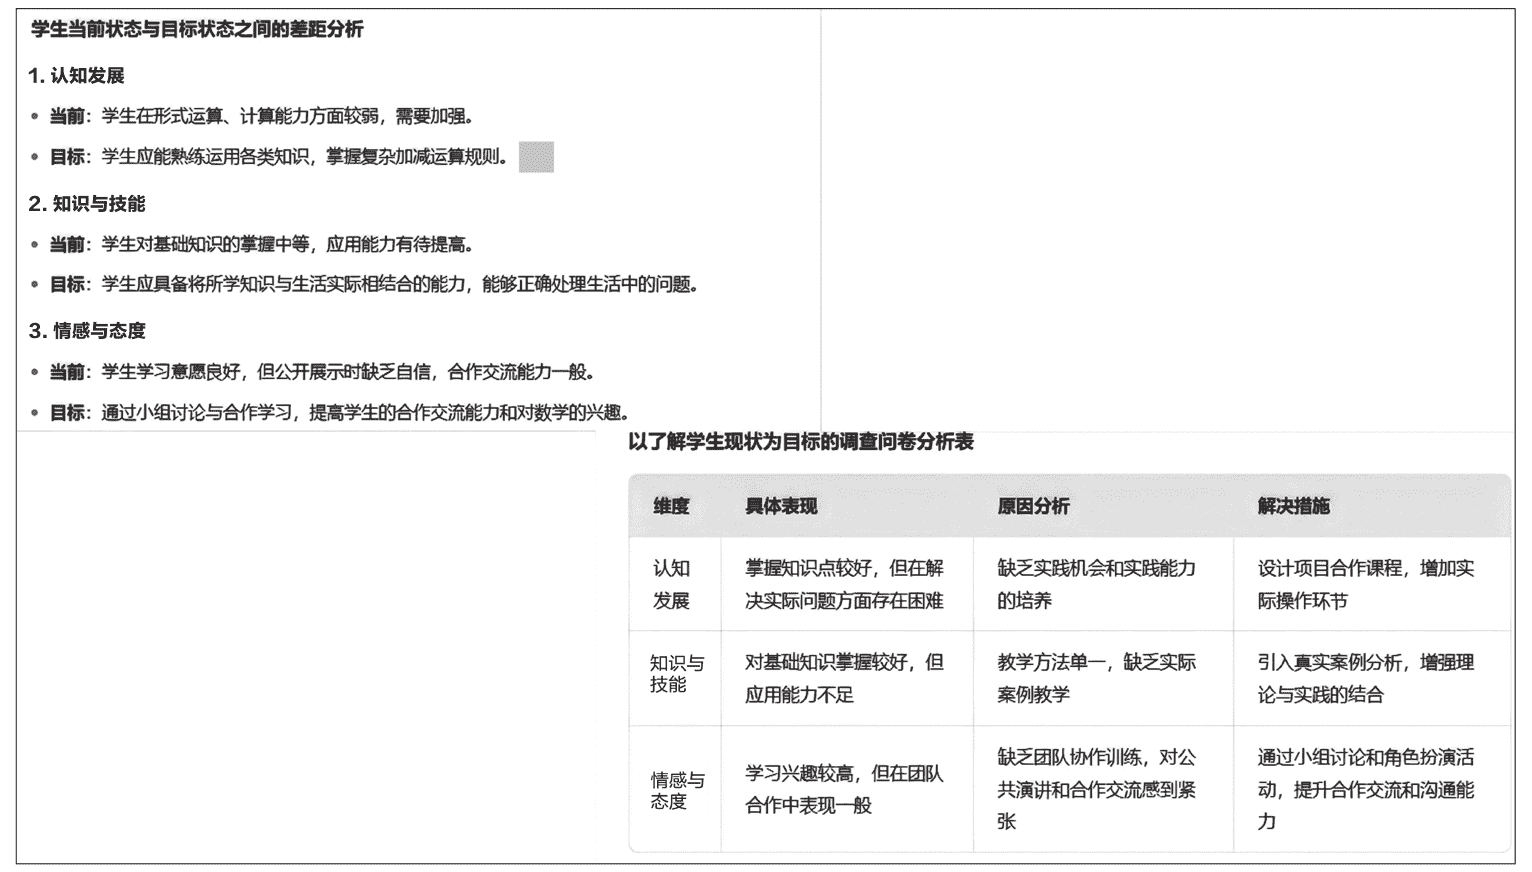 学生当前状态与目标状态之间的差距分析
1. 认知发展
• 当前：学生在形式运算、计算能力方面较弱，需要加强。
• 目标：学生应能熟练运用各类知识，掌握复杂加减运算规则。
2. 知识与技能
• 当前：学生对基础知识的掌握中等，应用能力有待提高。
• 目标：学生应具备将所学知识与生活实际相结合的能力，能够正确处理生活中的问题。
3. 情感与态度
• 当前：学生学习意愿良好，但公开展示时缺乏自信，合作交流能力一般。
• 目标：通过小组讨论与合作学习，提高学生的合作交流能力和对数学的兴趣。
以了解学生现状为目标的调查问卷分析表
维度 具体表现 原因分析 解决措施
认知
发展
掌握知识点较好，但在解
决实际问题方面存在困难
缺乏实践机会和实践能力
的培养
设计项目合作课程，增加实
际操作环节
知识与
技能
对基础知识掌握较好，但
应用能力不足
教学方法单一，缺乏实际
案例教学
引入真实案例分析，增强理
论与实践的结合
情感与
态度
学习兴趣较高，但在团队
合作中表现一般
缺乏团队协作训练，对公
共演讲和合作交流感到紧
张
通过小组讨论和角色扮演活
动，提升合作交流和沟通能
力